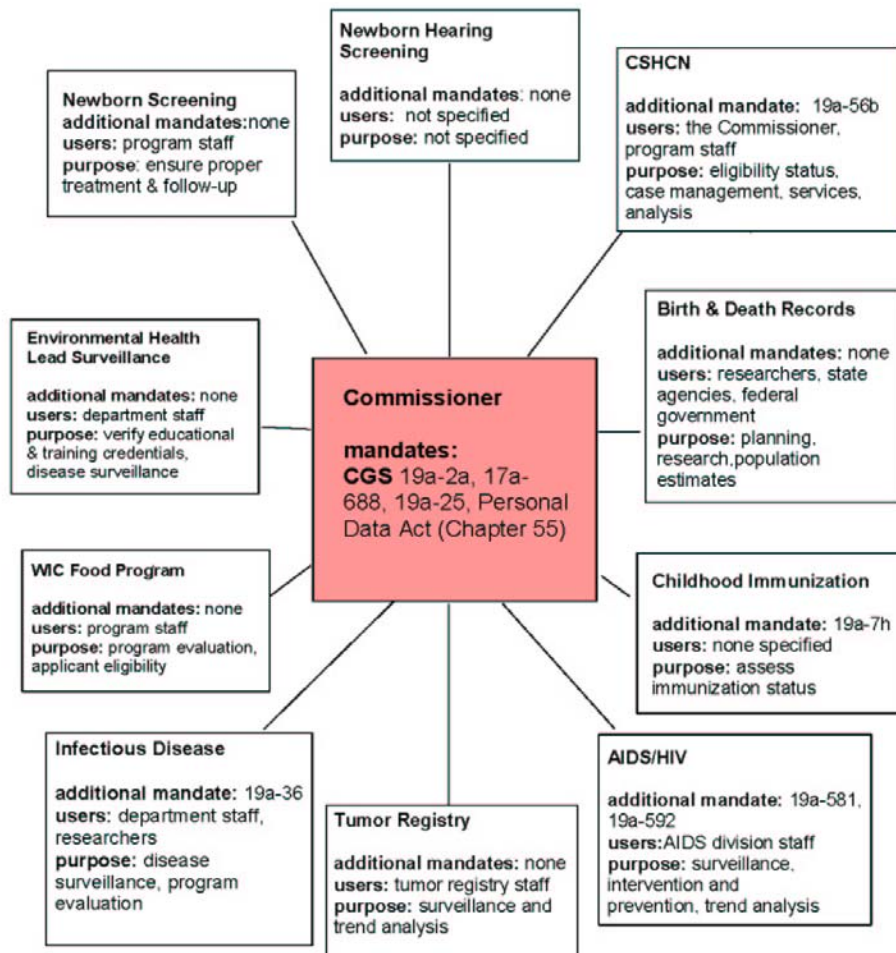 Newborn Hearing
Screening
additional mandates: none
users: not specified
purpose: not specified
CSHCN
additional mandate: 19a-56b
users: the Commissioner,
program staff
purpose: eligibility status,
case management, services,
analysis
Newborn Screening
additional mandates:none
users: program staff
purpose: ensure proper
treatment & follow-up
Birth & Death Records
additional mandates: none
users: researchers, state
agencies, federal
government
purpose: planning,
research,population
estimates
Environmental Health
Lead Surveillance
additional mandates: none
users: department staff
purpose: verify educational
& training credentials,
disease surveillance
Commissioner
mandates:
CGS 19a-2a, 17a-
688, 19a-25, Personal
Data Act (Chapter 55)
WIC Food Program
additional mandates: none
users: program staff
purpose: program evaluation,
applicant eligibility
Childhood Immunization
additional mandate: 19a-7h
users: none specified
purpose: assess
immunization status
Infectious Disease
additional mandate: 19a-36
users: department staff,
researchers
purpose: disease
surveillance, program
evaluation
Tumor Registry
additional mandates: none
users: tumor registry staff
purpose: surveillance and
trend analysis
AIDS/HIV
additional mandate: 19a-581,
19a-592
users:AIDS division staff
purpose: surveillance,
intervention and
prevention, trend analysis